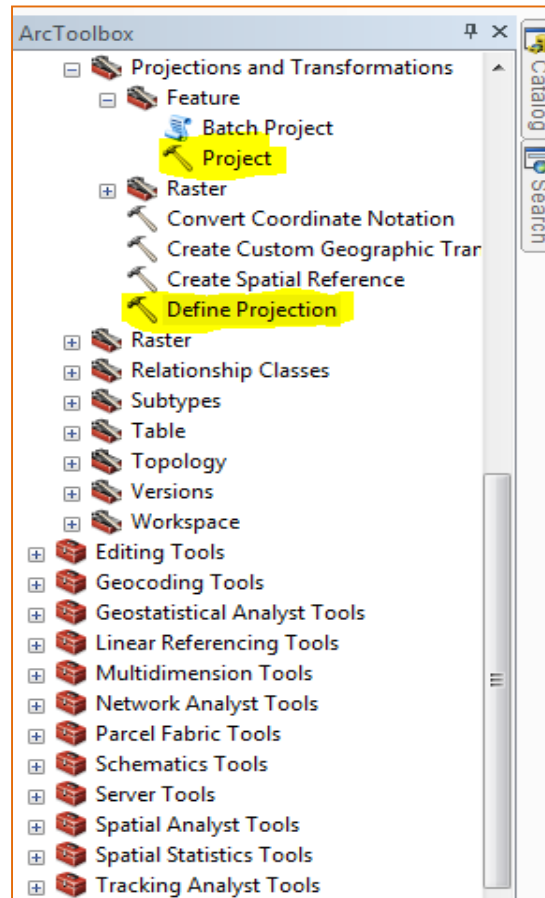 ArcToolbox
Projections and Transformations
Feature
Batch Project
Project
Raster
Convert Coordinate Notation
Create Custom Geographic Tran
Create Spatial Reference
Define Projection
Raster
Relationship Classes
Subtypes
Table
Topology
Versions
Workspace
Editing Tools
Geocoding Tools
Geostatistical Analyst Tools
Linear Referencing Tools
Multidimension Tools
Network Analyst Tools
Parcel Fabric Tools
Schematics Tools
Server Tools
Spatial Analyst Tools
Spatial Statistics Tools
Tracking Analyst Tools
Catalog
Search